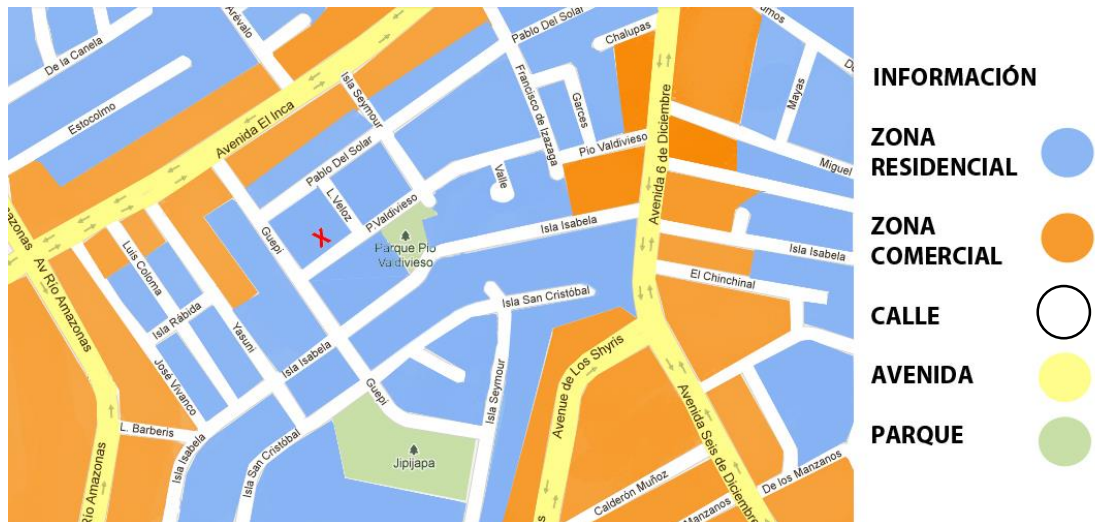 De la Canela
Arévalo
Estocolmo
Avenida El Inca
Isla Seymour
Pablo Del Solar
Chalupas
Francisco de Izazaga
Garces
Pio Valdivieso
Avenida 6 de Diciembre
Mayas
Miguel
Pablo Del Solar
L. Veloz
P.Valdivieso
Valle
X
Parque Pio
Valdivieso
Isla Isabela
Isla Isabela
El Chinchinal
Guepi
Luis Coloma
Isla Rábida
Yasuni
José Vivanco
Av Río Amazonas
Isla San Cristóbal
Isla Isabela
Guepi
Isla Seymour
Avenue de Los Shyris
Avenida Seis de Diciembre
L. Barberis
Isla Isabela
Isla San Cristóbal
Jipijapa
Río Amazonas
Calderón Muñoz
De los Manzanos
Manzanos
INFORMACIÓN
ZONA
RESIDENCIAL
ZONA
COMERCIAL
CALLE
AVENIDA
PARQUE